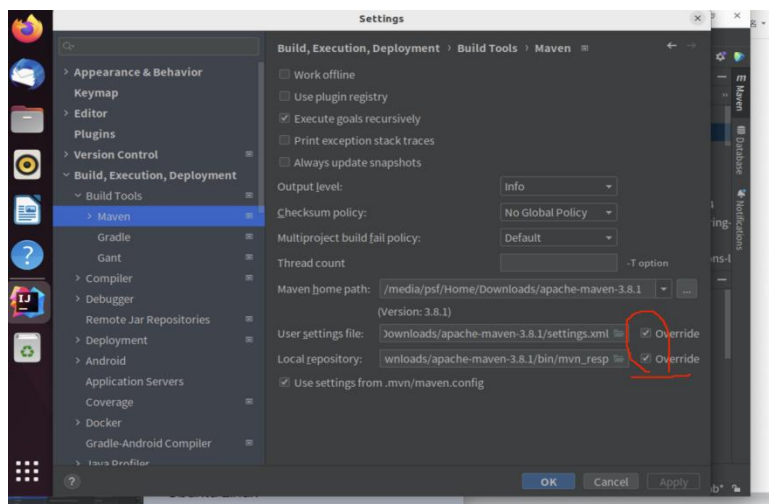 Settings
Build, Execution, Deployment › Build Tools › Maven
Appearance & Behavior
Keymap
Editor
Plugins
Version Control
Build, Execution, Deployment
Build Tools
Maven
Gradle
Gant
Compiler
Debugger
Remote Jar Repositories
Deployment
Android
Application Servers
Coverage
Docker
Gradle-Android Compiler
Java Profiler
Work offline
Use plugin registry
Execute goals recursively
Print exception stack traces
Always update snapshots
Output level: Info
Checksum policy: No Global Policy
Multiproject build fail policy: Default
Thread count -T option
Maven home path: /media/psf/Home/Downloads/apache-maven-3.8.1 ...
(Version: 3.8.1)
User settings file: Downloads/apache-maven-3.8.1/settings.xml Override
Local repository: wnloads/apache-maven-3.8.1/bin/mvn_resp Override
Use settings from .mvn/maven.config
?
OK Cancel Apply
m
Maven
Database
Notifications
IJ